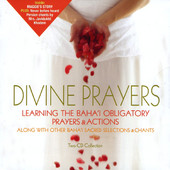 DIVINE PRAYERS
LEARNING THE BAHA'I OBLIGATORY
PRAYERS & ACTIONS
ALONG WITH OTHER BAHA'I SACRED SELECTIONS & CHANTS
Two-CD Collection